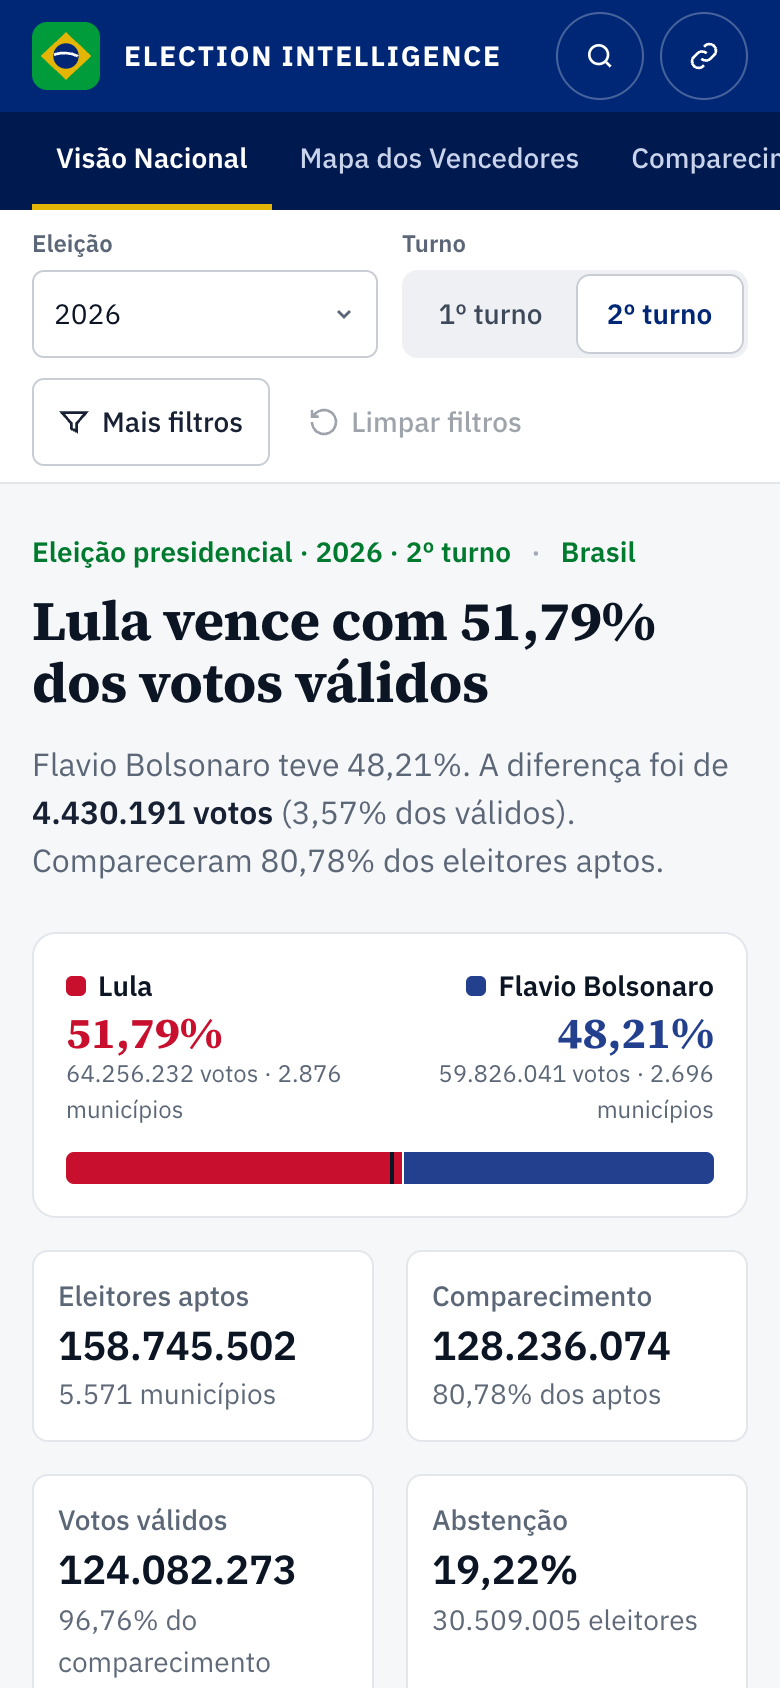 ELECTION INTELLIGENCE
Visão Nacional
Mapa dos Vencedores
Eleição
Turno
2026
1º turno
2º turno
Mais filtros
Limpar filtros
Eleição presidencial · 2026 · 2º turno · Brasil
Lula vence com 51,79%
dos votos válidos
Flavio Bolsonaro teve 48,21%. A diferença foi de
4.430.191 votos (3,57% dos válidos).
Compareceram 80,78% dos eleitores aptos.
Lula
51,79%
64.256.232 votos · 2.876
municípios
Flavio Bolsonaro
48,21%
59.826.041 votos · 2.696
municípios
Eleitores aptos
158.745.502
5.571 municípios
Comparecimento
128.236.074
80,78% dos aptos
Votos válidos
124.082.273
96,76% do
comparecimento
Abstenção
19,22%
30.509.005 eleitores